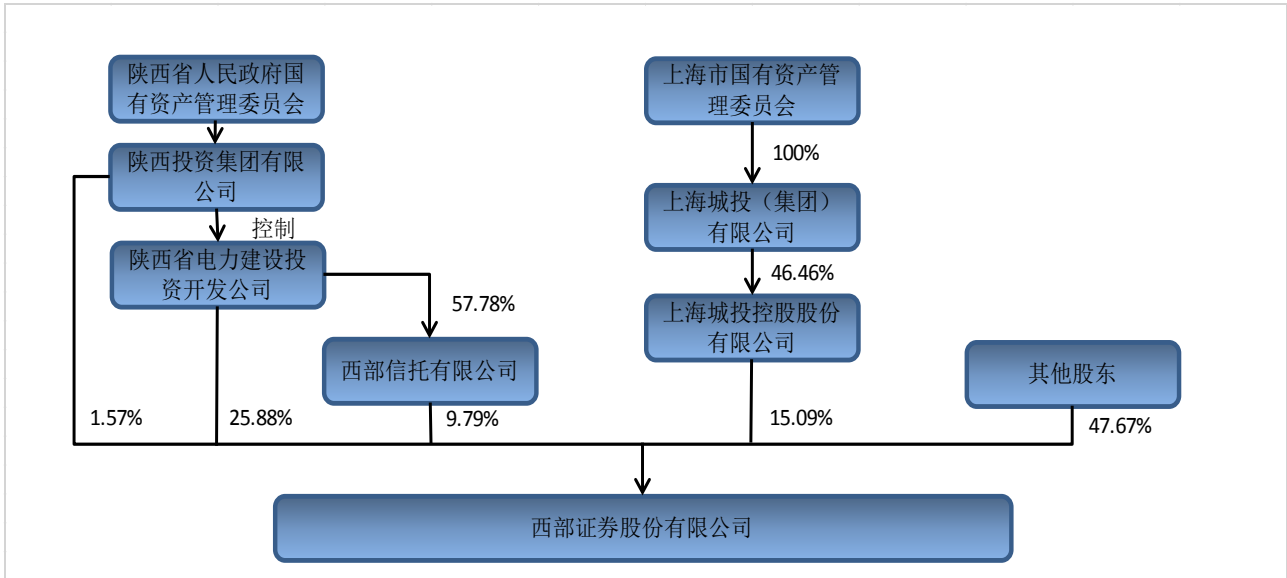 陕西省人民政府国
有资产管理委员会
上海市国有资产管
理委员会
100%
陕西投资集团有限
公司
上海城投（集团）
有限公司
控制
陕西省电力建设投
资开发公司
46.46%
57.78%
上海城投控股股份
有限公司
西部信托有限公司
其他股东
1.57%
25.88%
9.79%
15.09%
47.67%
西部证券股份有限公司